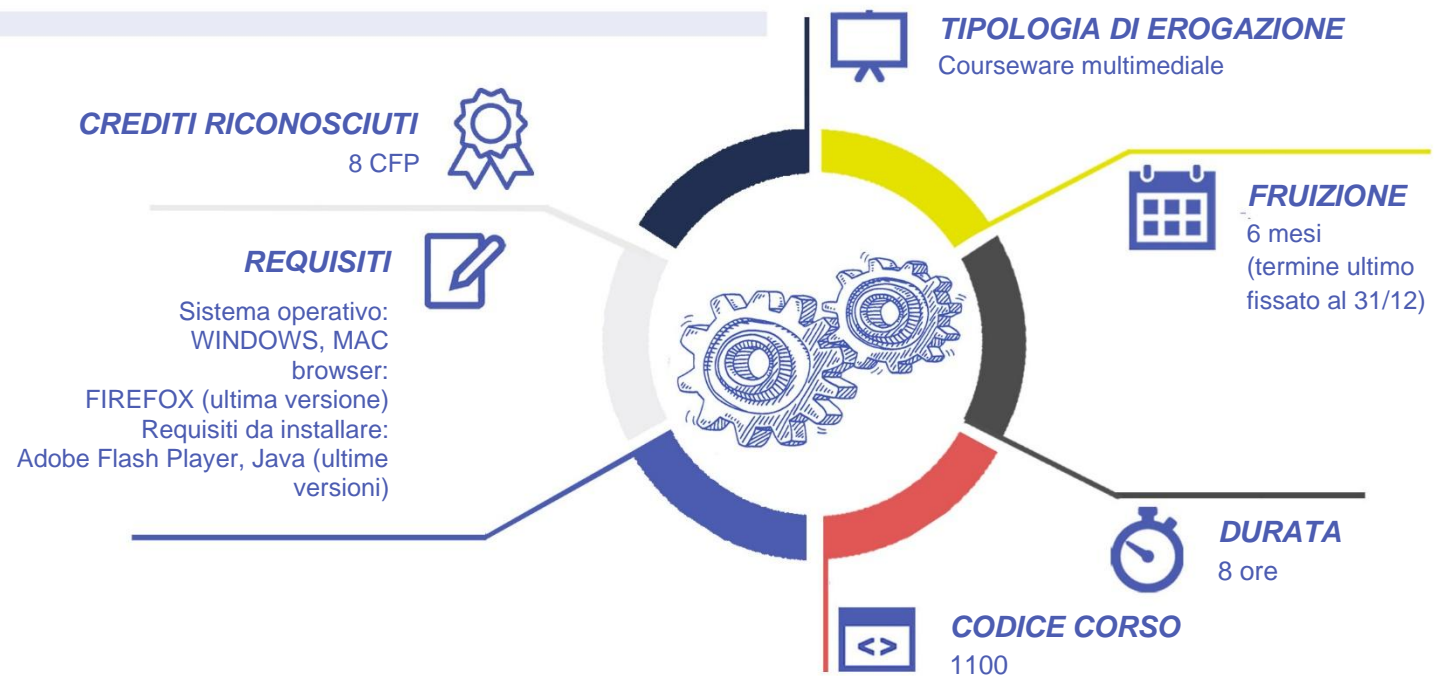 TIPOLOGIA DI EROGAZIONE
Courseware multimediale
CREDITI RICONOSCIUTI
8 CFP
FRUIZIONE
6 mesi
(termine ultimo
fissato al 31/12)
REQUISITI
Sistema operativo:
WINDOWS, MAC
browser:
FIREFOX (ultima versione)
Requisiti da installare:
Adobe Flash Player, Java (ultime
versioni)
DURATA
8 ore
CODICE CORSO
1100